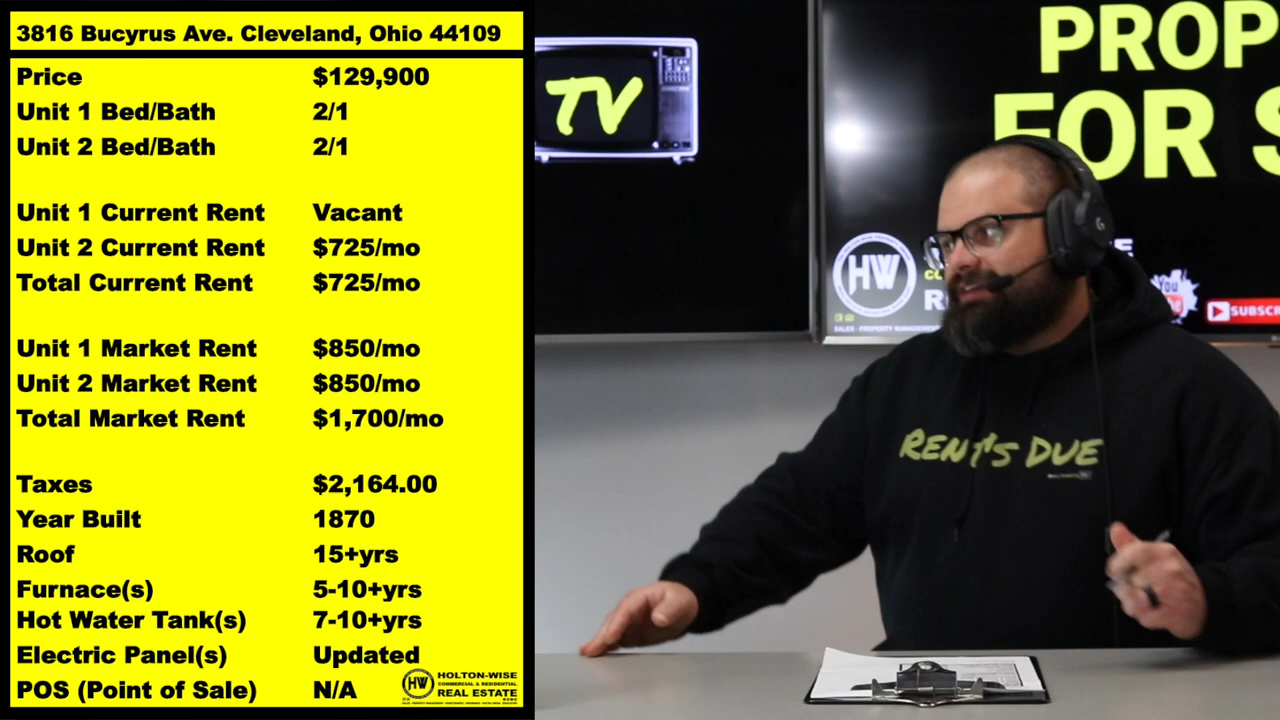 3816 Bucyrus Ave. Cleveland, Ohio 44109
Price $129,900
Unit 1 Bed/Bath 2/1
Unit 2 Bed/Bath 2/1
Unit 1 Current Rent Vacant
Unit 2 Current Rent $725/mo
Total Current Rent $725/mo
Unit 1 Market Rent $850/mo
Unit 2 Market Rent $850/mo
Total Market Rent $1,700/mo
Taxes $2,164.00
Year Built 1870
Roof 15+yrs
Furnace(s) 5-10+yrs
Hot Water Tank(s) 7-10+yrs
Electric Panel(s) Updated
POS (Point of Sale) N/A
HW
HOLTON-WISE
COMMERCIAL & RESIDENTIAL
REAL ESTATE
TV
PROP
FOR S
HW
SALES - PROPERTY MANAGEMENT
You
SUBSCR
RENT'S DUE